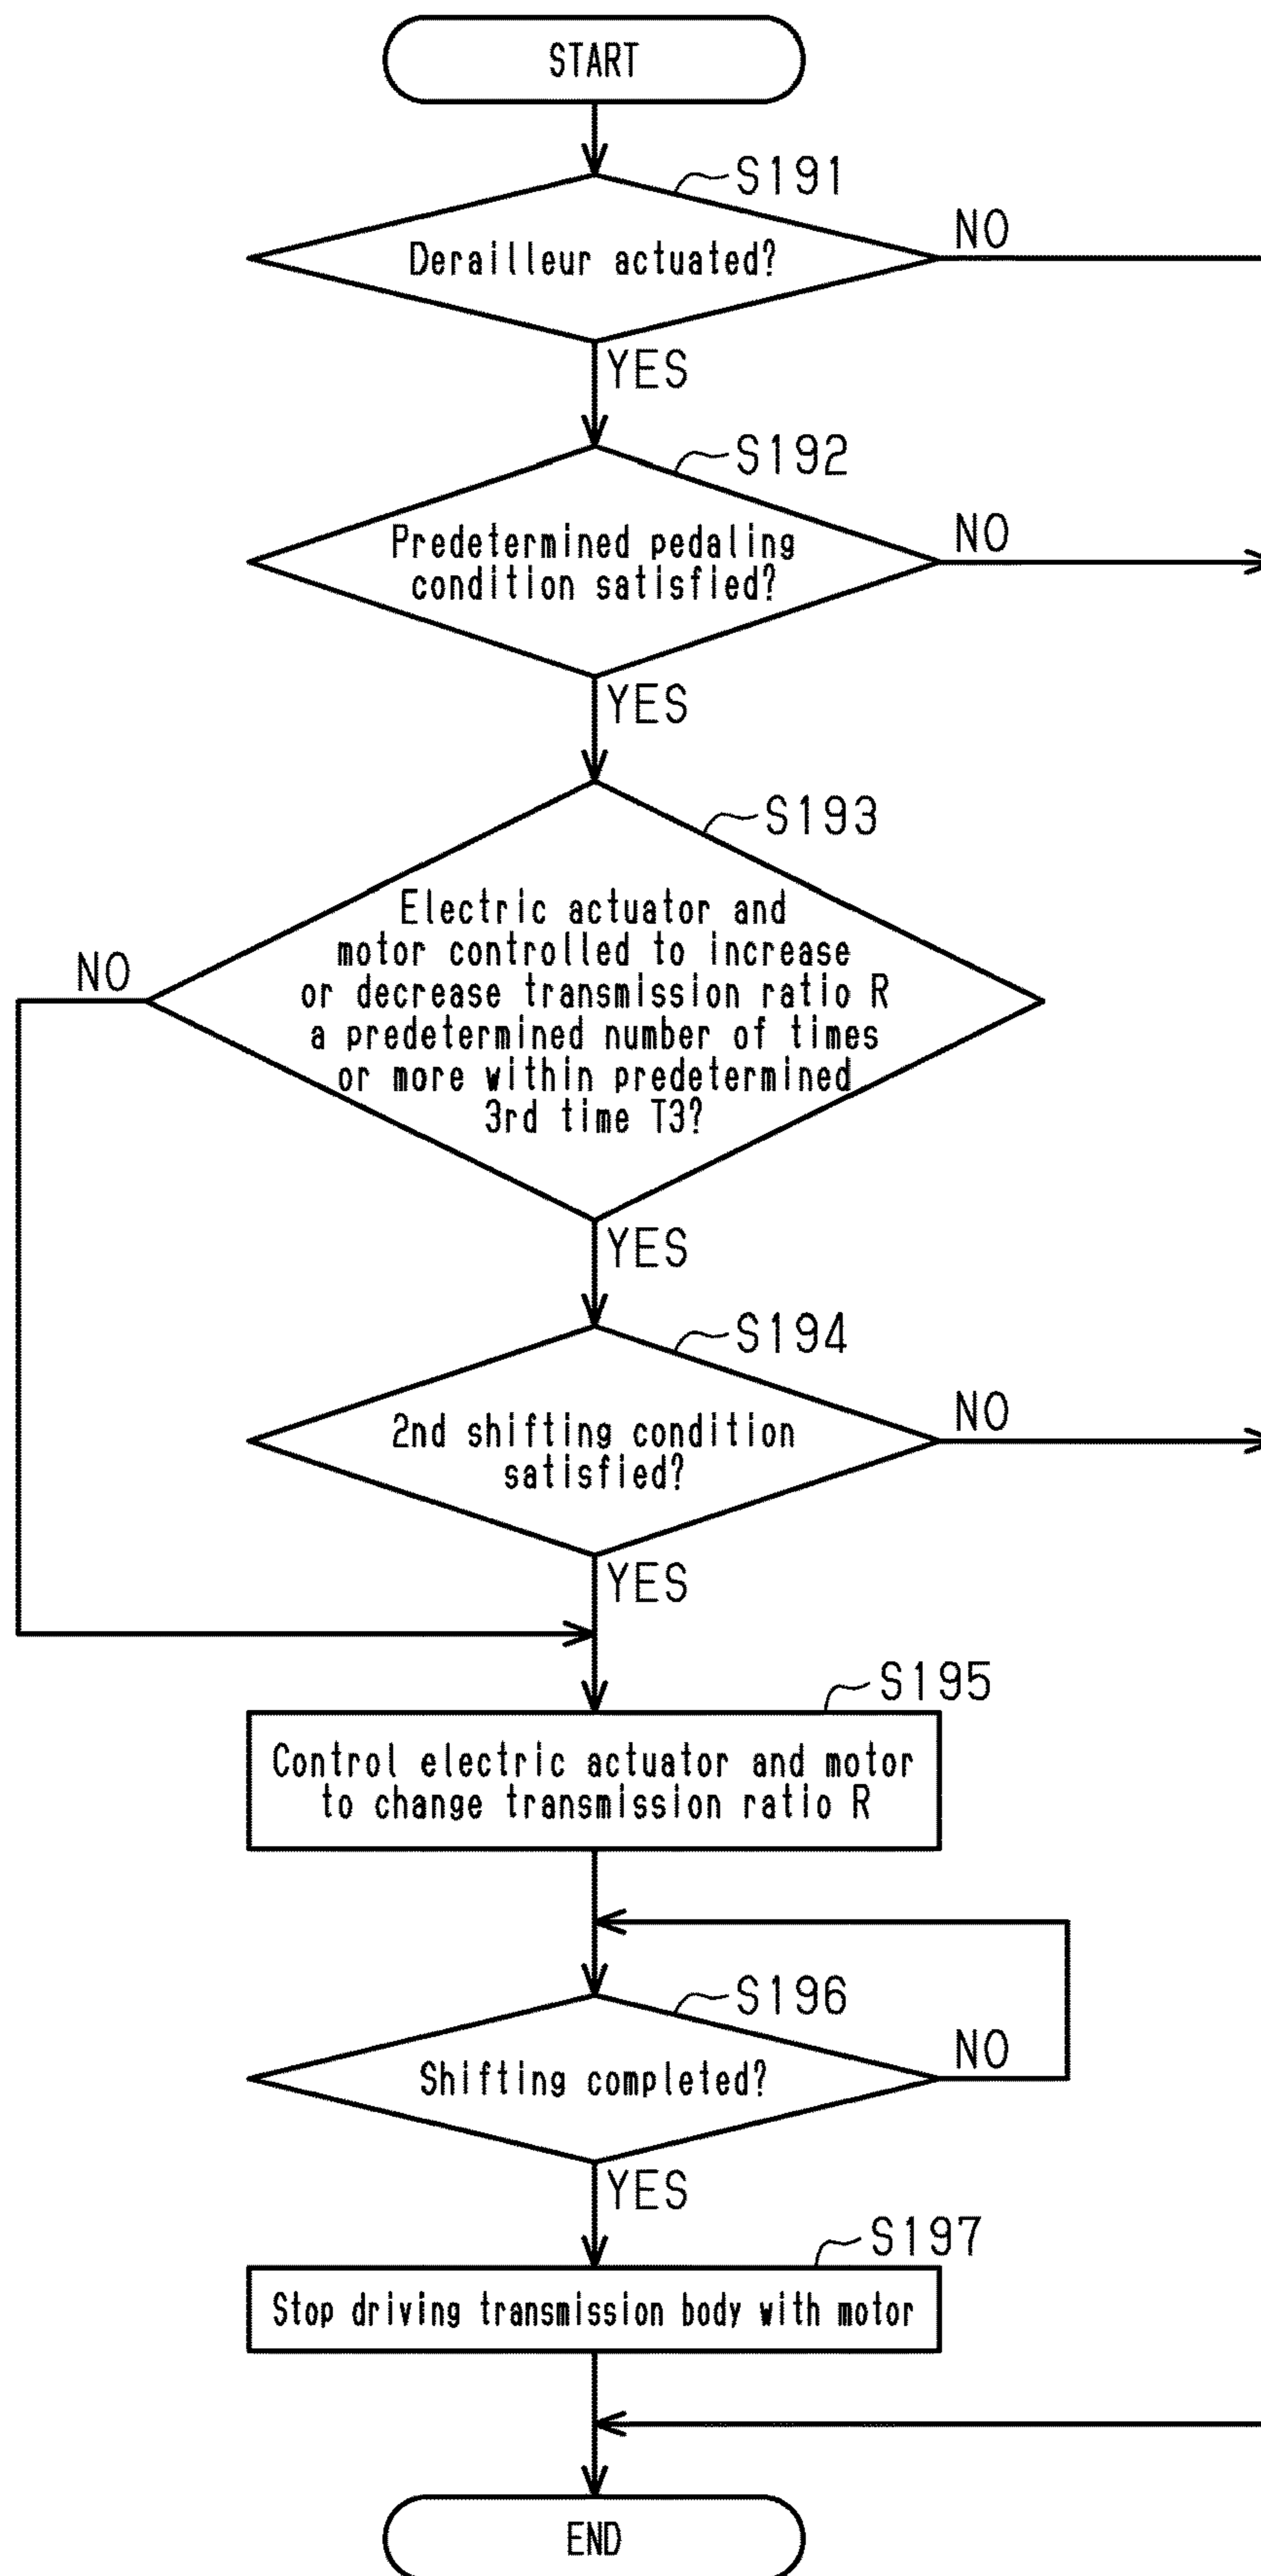 START
S191
Derailleur actuated?
NO
YES
S192
Predetermined pedaling
condition satisfied?
NO
YES
S193
Electric actuator and
motor controlled to increase
or decrease transmission ratio R
a predetermined number of times
or more within predetermined
3rd time T3?
NO
YES
S194
2nd shifting condition
satisfied?
NO
YES
S195
Control electric actuator and motor
to change transmission ratio R
S196
Shifting completed?
NO
YES
S197
Stop driving transmission body with motor
END